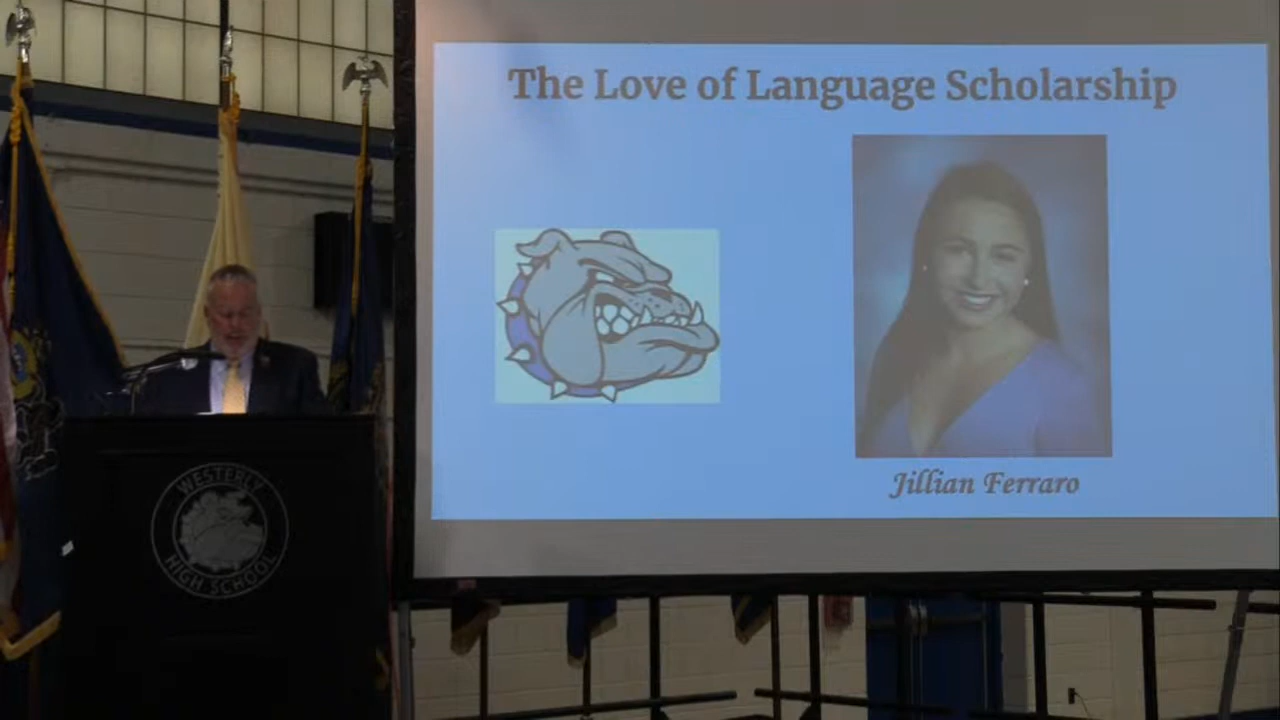 The Love of Language Scholarship
Jillian Ferraro
WESTERLY
HIGH SCHOOL